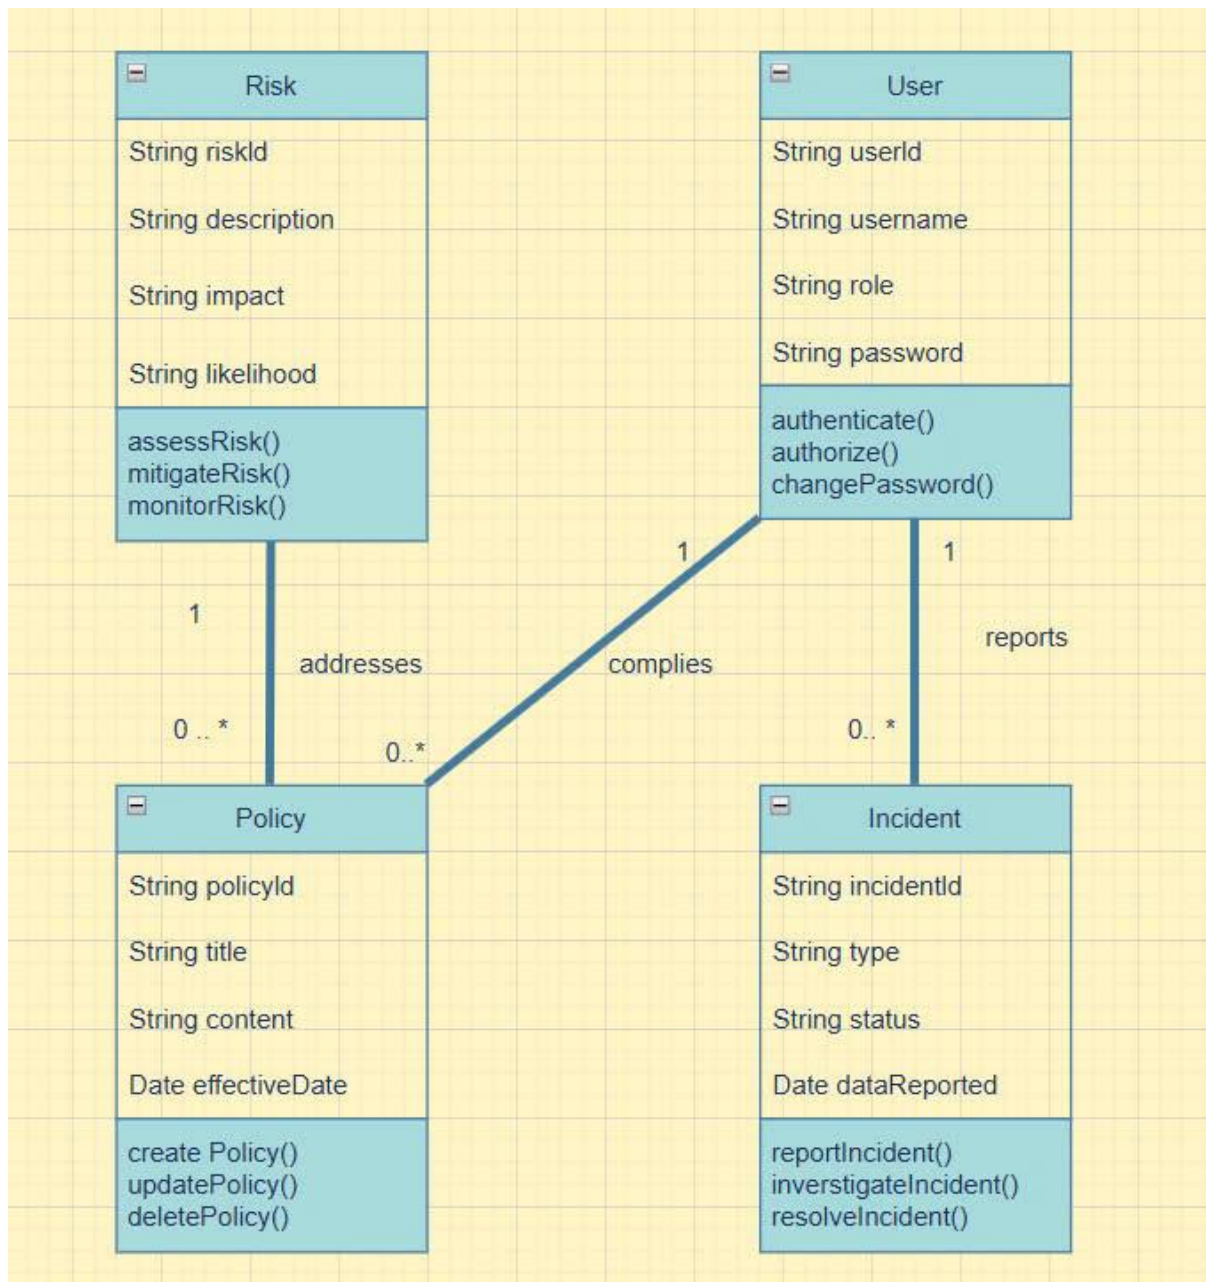 Risk
String riskId
String description
String impact
String likelihood
assessRisk()
mitigateRisk()
monitorRisk()
User
String userId
String username
String role
String password
authenticate()
authorize()
changePassword()
1
addresses
0 .. *
1
complies
0..*
1
reports
0.. *
Policy
String policyId
String title
String content
Date effectiveDate
create Policy()
updatePolicy()
deletePolicy()
Incident
String incidentId
String type
String status
Date dataReported
reportIncident()
inverstigateIncident()
resolveIncident()